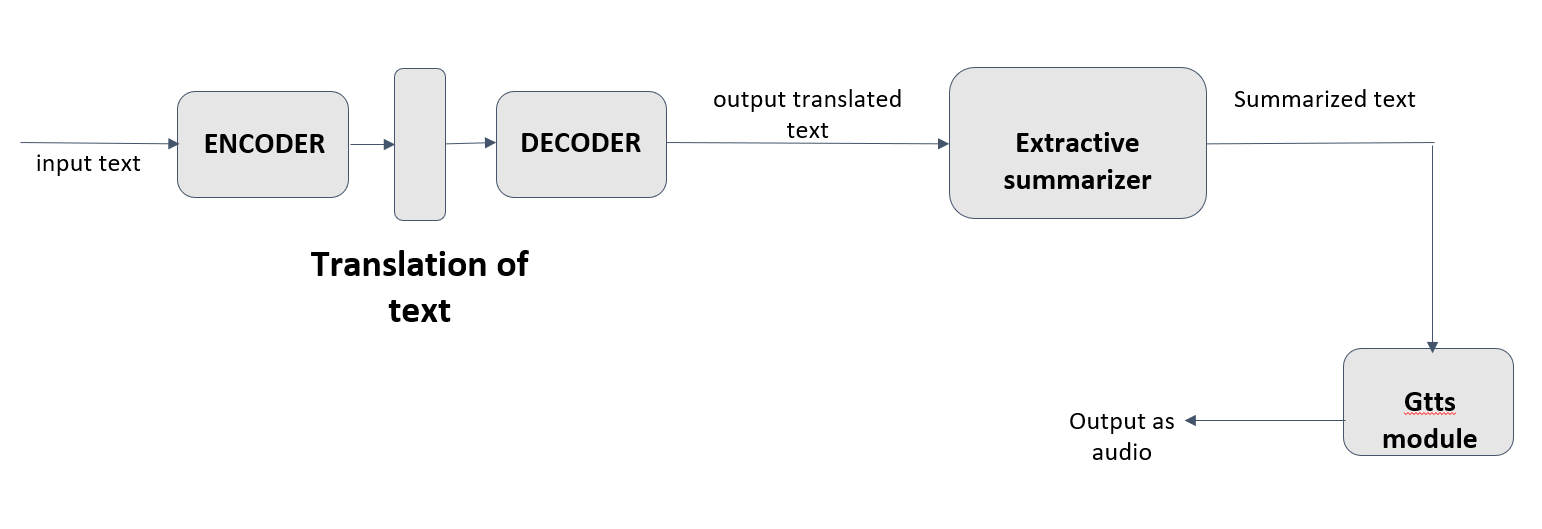 input text
ENCODER
DECODER
Translation of
text
output translated
text
Extractive
summarizer
Summarized text
Gtts
module
Output as
audio